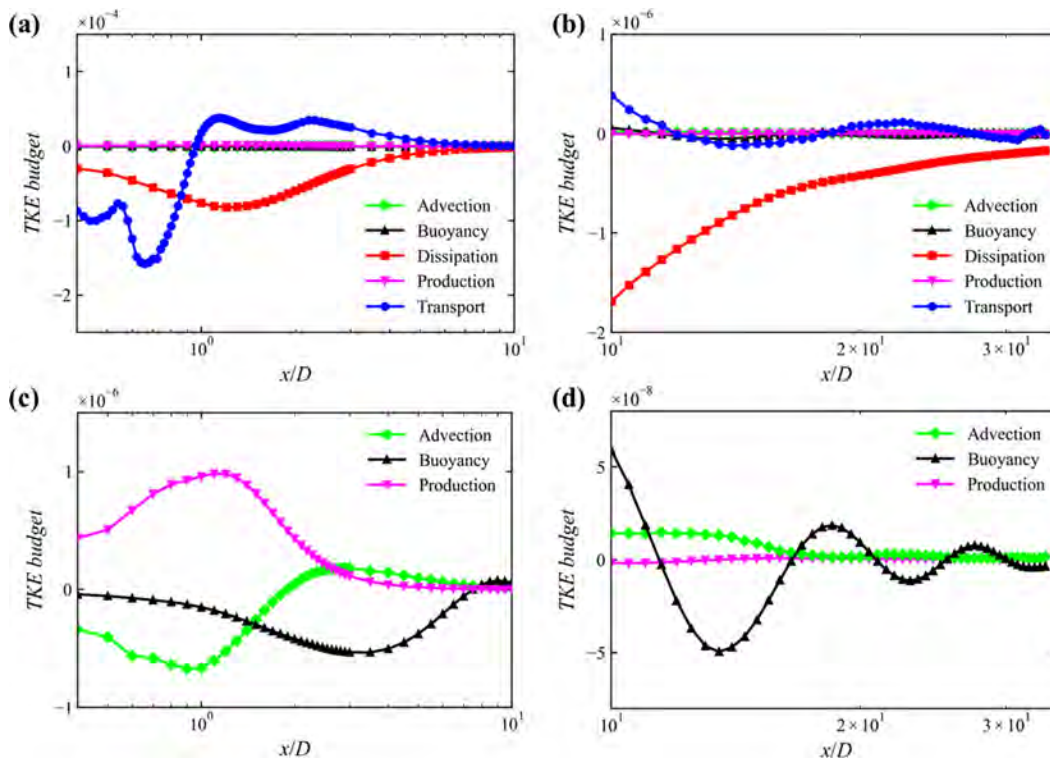 (a)
×10⁻⁴
1
0
−1
−2
TKE budget
Advection
Buoyancy
Dissipation
Production
Transport
10⁰
10¹
x/D
(b)
×10⁻⁶
1
0
−1
−2
TKE budget
Advection
Buoyancy
Dissipation
Production
Transport
10¹
2×10¹
3×10¹
x/D
(c)
×10⁻⁶
1
0
−1
TKE budget
Advection
Buoyancy
Production
10⁰
10¹
x/D
(d)
×10⁻⁸
5
0
−5
TKE budget
Advection
Buoyancy
Production
10¹
2×10¹
3×10¹
x/D